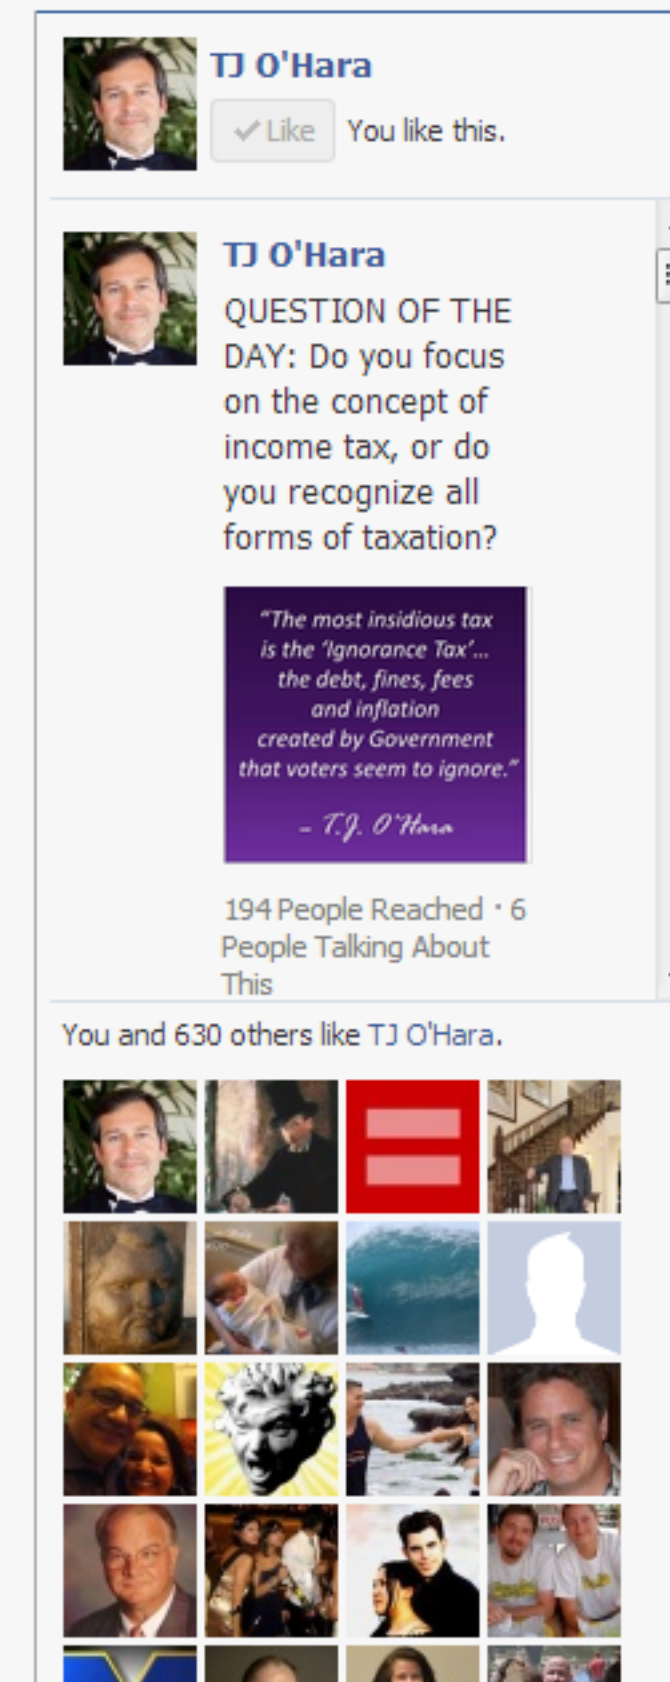 TJ O'Hara
Like You like this.
TJ O'Hara
QUESTION OF THE
DAY: Do you focus
on the concept of
income tax, or do
you recognize all
forms of taxation?
“The most insidious tax
is the ‘Ignorance Tax’...
the debt, fines, fees
and inflation
created by Government
that voters seem to ignore.”
– T.J. O'Hara
194 People Reached · 6
People Talking About
This
You and 630 others like TJ O'Hara.